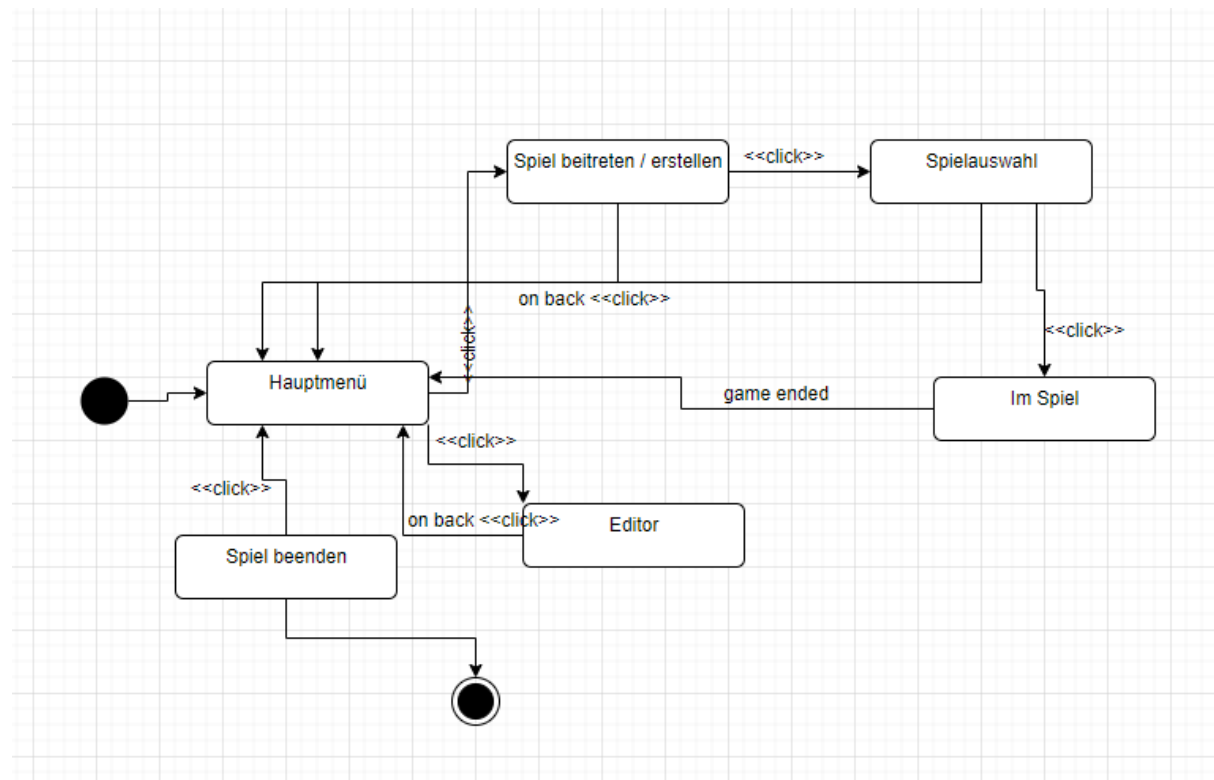 Spiel beitreten / erstellen
<<click>>
Spielauswahl
on back <<click>>
<<click>>
<<click>>
Hauptmenü
game ended
Im Spiel
<<click>>
<<click>>
on back <<click>>
Editor
Spiel beenden